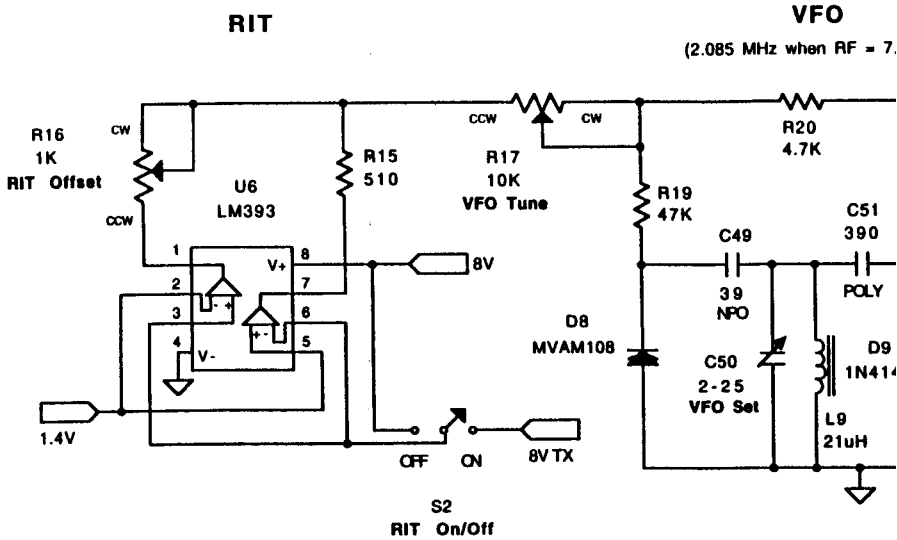 RIT
VFO
(2.085 MHz when RF = 7.
R16
1K
RIT Offset
CW
CCW
U6
LM393
R15
510
CCW
CW
R17
10K
VFO Tune
R20
4.7K
R19
47K
C49
39
NPO
C51
390
POLY
1
2
3
4
8
7
6
5
V+
V-
- +
+ -
8V
1.4V
OFF
ON
8V TX
S2
RIT On/Off
D8
MVAM108
C50
2-25
VFO Set
L9
21uH
D9
1N414